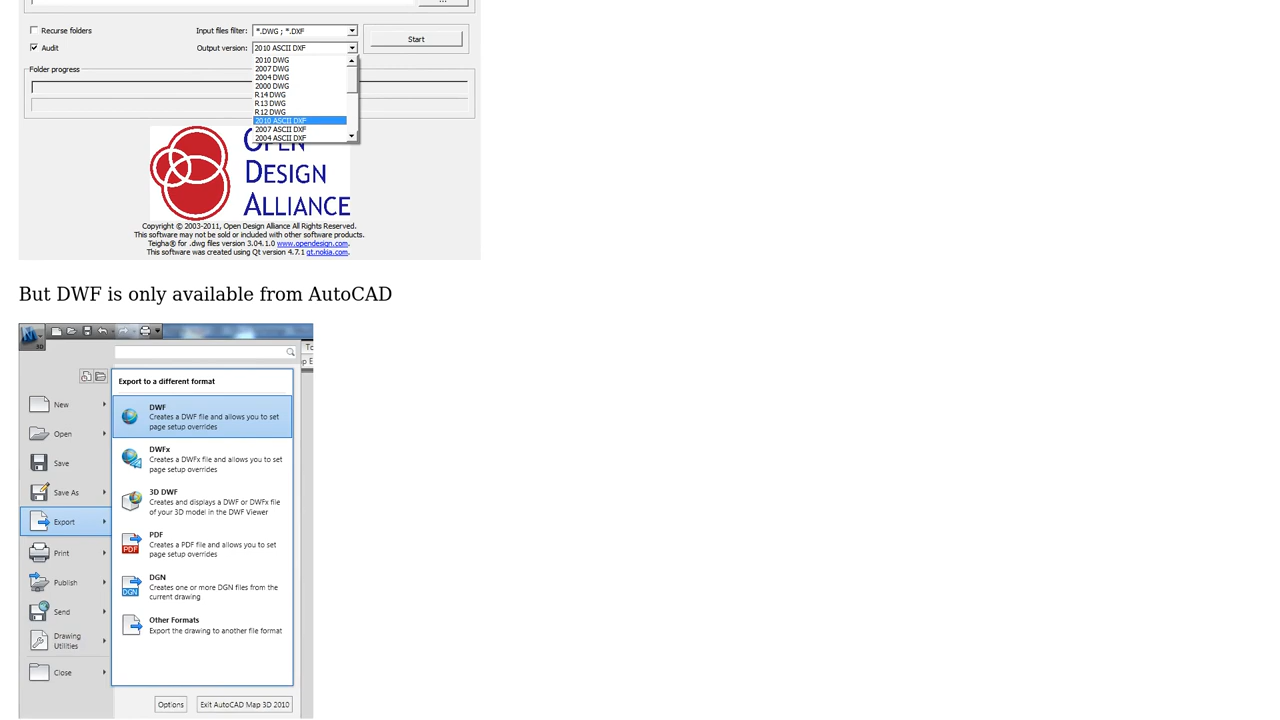 ...
Recurse folders Input files filter: *.DWG ; *.DXF Start
Audit Output version: 2010 ASCII DXF
2010 DWG
2007 DWG
Folder progress 2004 DWG
2000 DWG
R14 DWG
R13 DWG
R12 DWG
2010 ASCII DXF
2007 ASCII DXF
2004 ASCII DXF
OPEN
DESIGN
ALLIANCE
Copyright © 2003-2011, Open Design Alliance All Rights Reserved.
This software may not be sold or included with other software products.
Teigha® for .dwg files version 3.04.1.0 www.opendesign.com.
This software was created using Qt version 4.7.1 qt.nokia.com.
But DWF is only available from AutoCAD
3D
To
Export to a different format
New
Open
Save
Save As
Export
Print
Publish
Send
Drawing
Utilities
Close
DWF
Creates a DWF file and allows you to set
page setup overrides
DWFx
Creates a DWFx file and allows you to set
page setup overrides
3D DWF
Creates and displays a DWF or DWFx file
of your 3D model in the DWF Viewer
PDF
PDF
Creates a PDF file and allows you to set
page setup overrides
DGN
DGN
Creates one or more DGN files from the
current drawing
Other Formats
Export the drawing to another file format
Options Exit AutoCAD Map 3D 2010